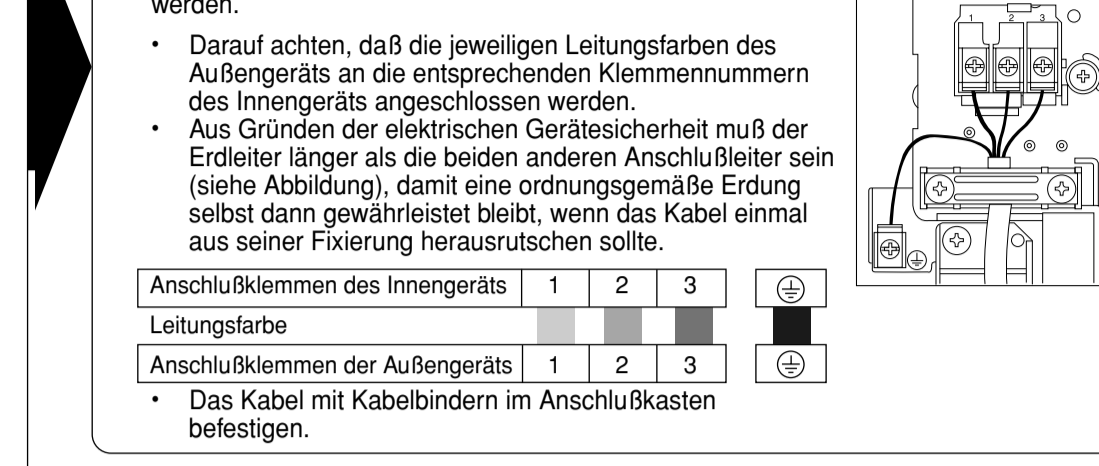 werden.
• Darauf achten, daß die jeweiligen Leitungsfarben des
Außengeräts an die entsprechenden Klemmennummern
des Innengeräts angeschlossen werden.
• Aus Gründen der elektrischen Gerätesicherheit muß der
Erdleiter länger als die beiden anderen Anschlußleiter sein
(siehe Abbildung), damit eine ordnungsgemäße Erdung
selbst dann gewährleistet bleibt, wenn das Kabel einmal
aus seiner Fixierung herausrutschen sollte.
Anschlußklemmen des Innengeräts 1 2 3
Leitungsfarbe
Anschlußklemmen der Außengeräts 1 2 3
• Das Kabel mit Kabelbindern im Anschlußkasten
befestigen.
1 2 3